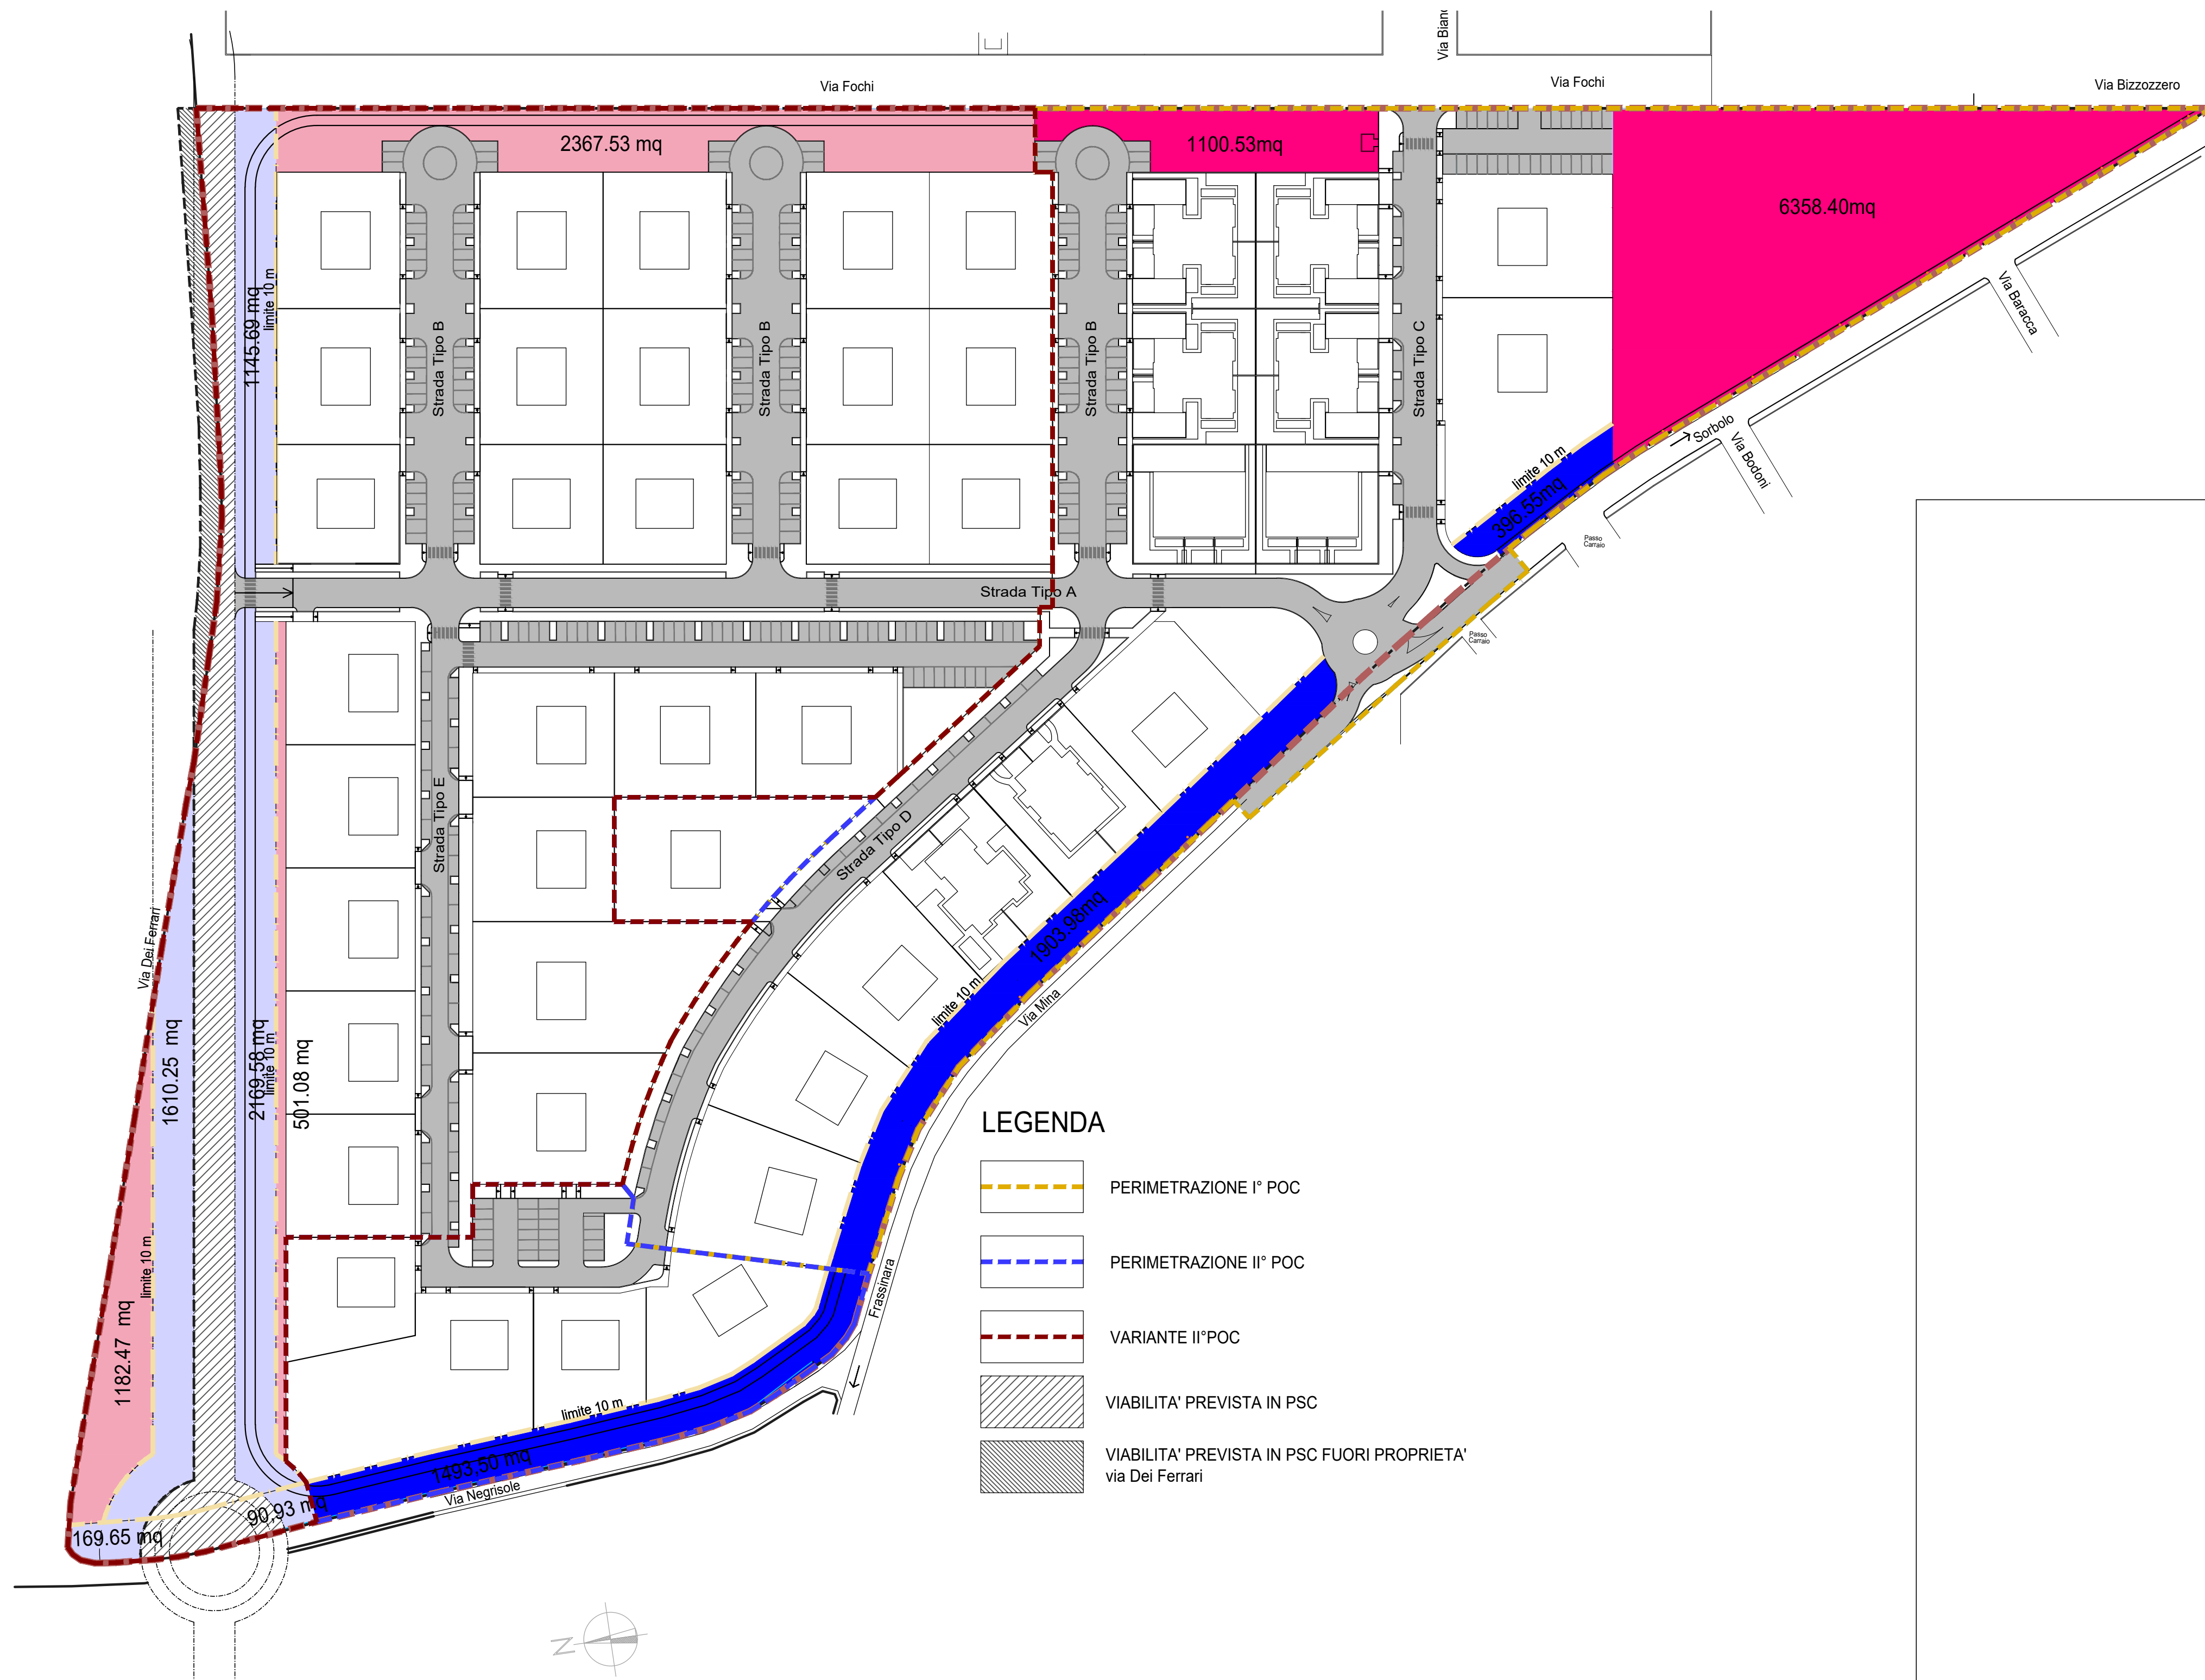 Via Bian
Via Fochi
Via Fochi
Via Bizzozzero
2367.53 mq
1100.53mq
6358.40mq
1145.69 mq
limite 10 m
Strada Tipo B
Strada Tipo B
Strada Tipo B
Strada Tipo C
Via Baracca
Sorbolo
Via Bodoni
limite 10 m
396.55mq
Passo
Carraio
Strada Tipo A
Passo
Carraio
Strada Tipo E
Strada Tipo D
Via Dei Ferrari
1903.98mq
limite 10 m
Via Mina
1610.25 mq
2169.58 mq
limite 10 m
501.08 mq
LEGENDA
PERIMETRAZIONE I° POC
PERIMETRAZIONE II° POC
VARIANTE II°POC
VIABILITA' PREVISTA IN PSC
VIABILITA' PREVISTA IN PSC FUORI PROPRIETA'
via Dei Ferrari
limite 10 m
1182.47 mq
Frassinara
limite 10 m
1493.50 mq
Via Negrisole
90,93 mq
169.65 mq
N